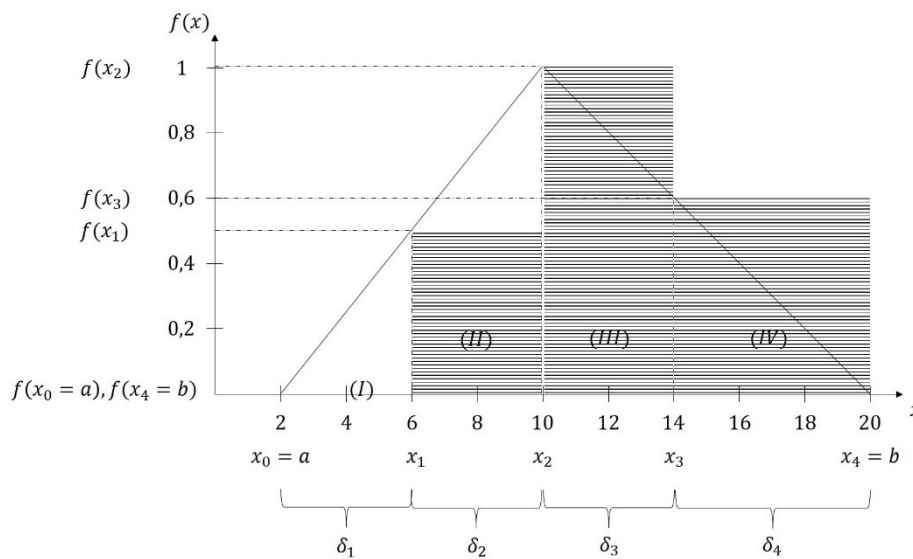 f(x)
f(x₂) 1
0,8
f(x₃) 0,6
f(x₁)
0,4
0,2
(II) (III) (IV)
f(x₀ = a), f(x₄ = b) (I)
2 4 6 8 10 12 14 16 18 20
x₀ = a x₁ x₂ x₃ x₄ = b
δ₁ δ₂ δ₃ δ₄